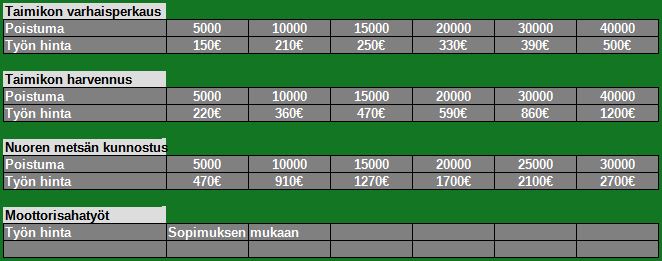 Taimikon varhaisperkaus
Poistuma 5000 10000 15000 20000 30000 40000
Työn hinta 150€ 210€ 250€ 330€ 390€ 500€
Taimikon harvennus
Poistuma 5000 10000 15000 20000 30000 40000
Työn hinta 220€ 360€ 470€ 590€ 860€ 1200€
Nuoren metsän kunnostus
Poistuma 5000 10000 15000 20000 25000 30000
Työn hinta 470€ 910€ 1270€ 1700€ 2100€ 2700€
Moottorisahatyöt
Työn hinta Sopimuksen mukaan